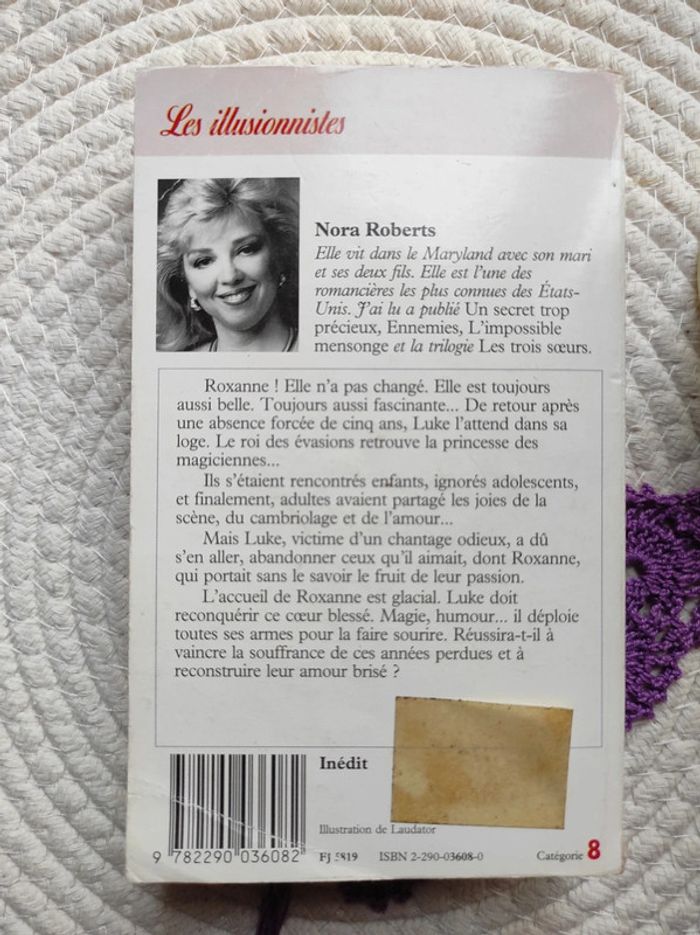 Les illusionnistes
Nora Roberts
Elle vit dans le Maryland avec son mari
et ses deux fils. Elle est l'une des
romancières les plus connues des États-
Unis. J'ai lu a publié Un secret trop
précieux, Ennemies, L'impossible
mensonge et la trilogie Les trois sœurs.
Roxanne ! Elle n'a pas changé. Elle est toujours
aussi belle. Toujours aussi fascinante... De retour après
une absence forcée de cinq ans, Luke l'attend dans sa
loge. Le roi des évasions retrouve la princesse des
magiciennes...
Ils s'étaient rencontrés enfants, ignorés adolescents,
et finalement, adultes avaient partagé les joies de la
scène, du cambriolage et de l'amour...
Mais Luke, victime d'un chantage odieux, a dû
s'en aller, abandonner ceux qu'il aimait, dont Roxanne,
qui portait sans le savoir le fruit de leur passion.
L'accueil de Roxanne est glacial. Luke doit
reconquérir ce cœur blessé. Magie, humour... il déploie
toutes ses armes pour la faire sourire. Réussira-t-il à
vaincre la souffrance de ces années perdues et à
reconstruire leur amour brisé ?
Inédit
Illustration de Laudator
9 782290 036082
FJ 5819 ISBN 2-290-03608-0 Catégorie 8